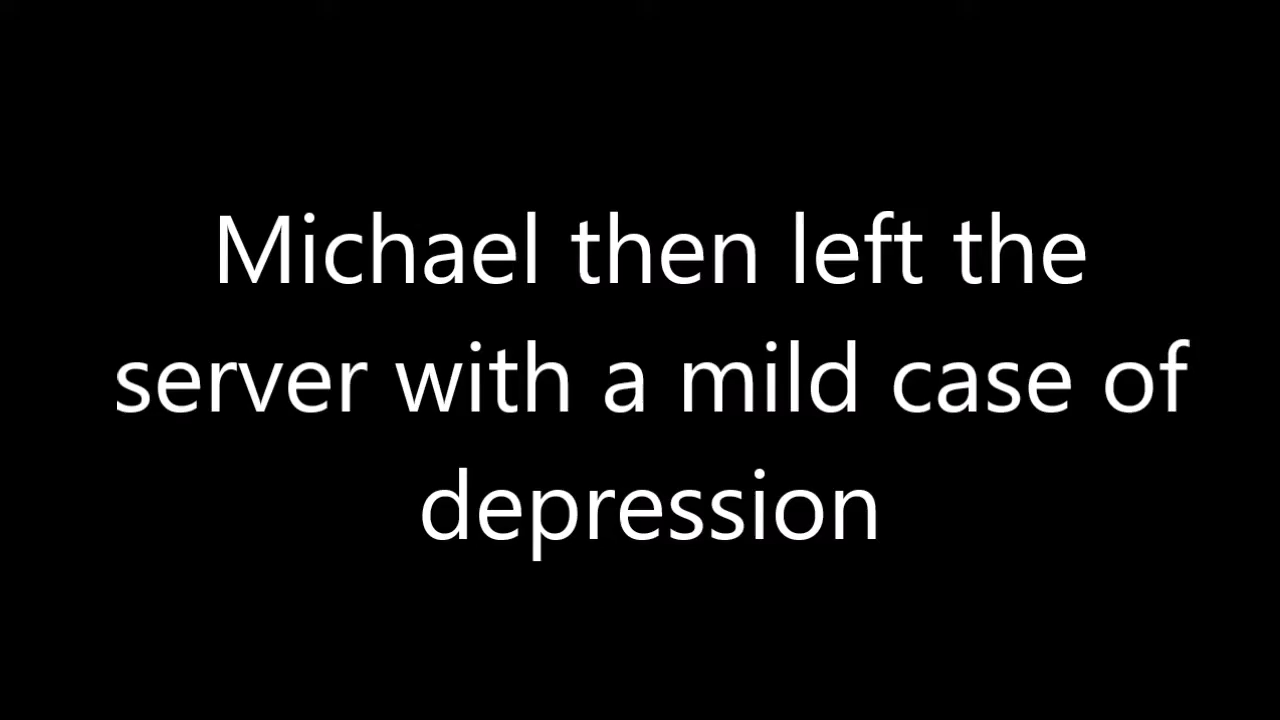 Michael then left the
server with a mild case of
depression